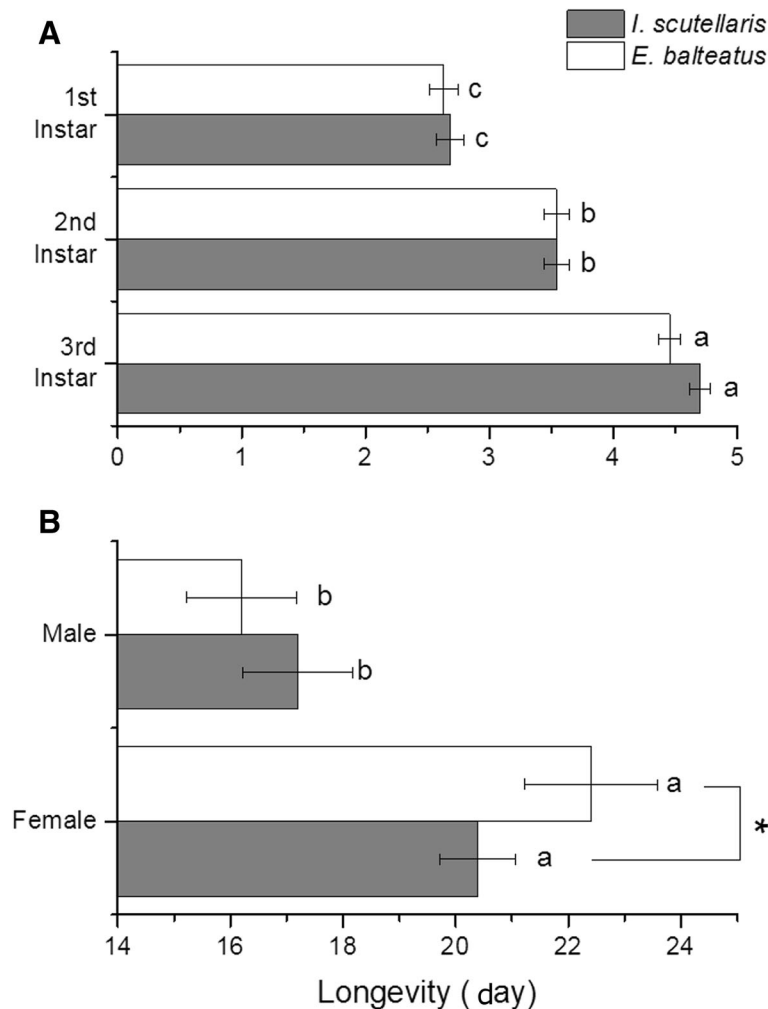 A
I. scutellaris
E. balteatus
1st
Instar
c
c
2nd
Instar
b
b
3rd
Instar
a
a
0 1 2 3 4 5
B
Male
b
b
Female
a
a
*
14 16 18 20 22 24
Longevity ( day)